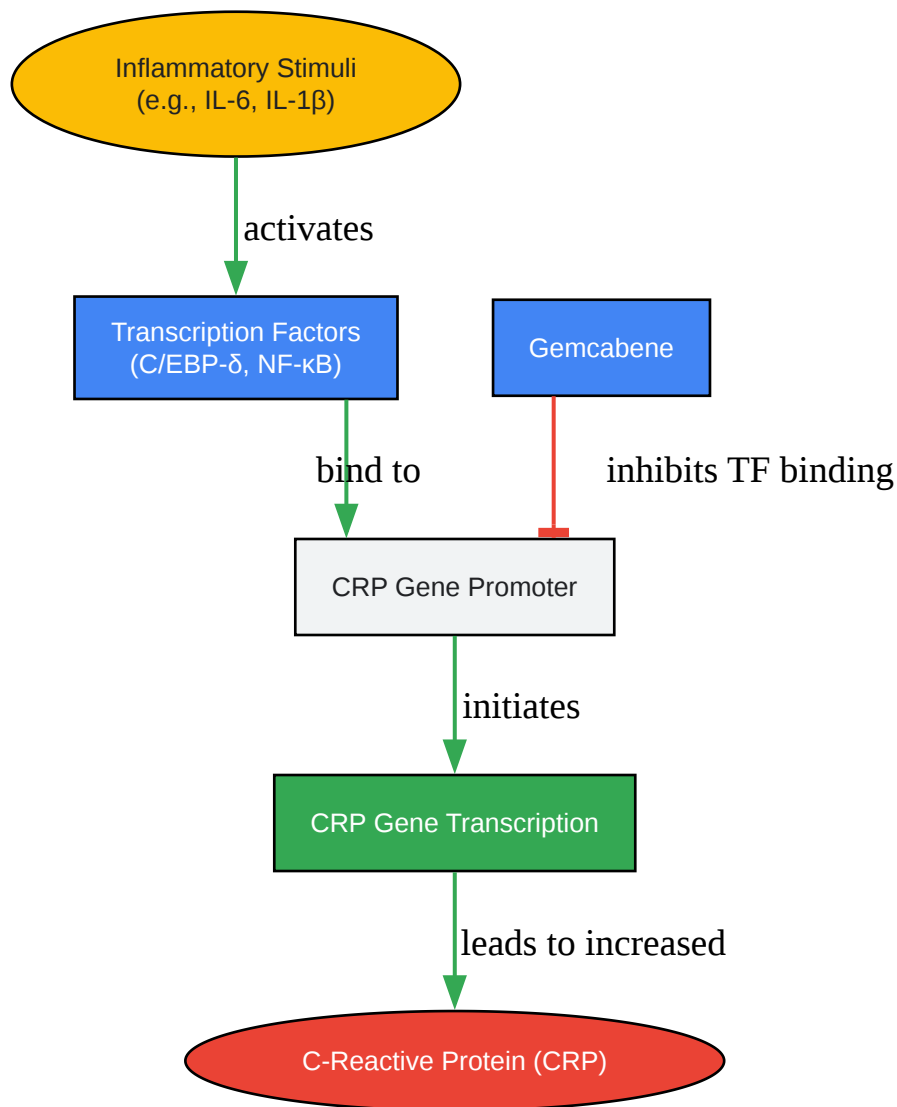 Inflammatory Stimuli
(e.g., IL-6, IL-1β)
activates
Transcription Factors
(C/EBP-δ, NF-κB)
Gemcabene
bind to
inhibits TF binding
CRP Gene Promoter
initiates
CRP Gene Transcription
leads to increased
C-Reactive Protein (CRP)